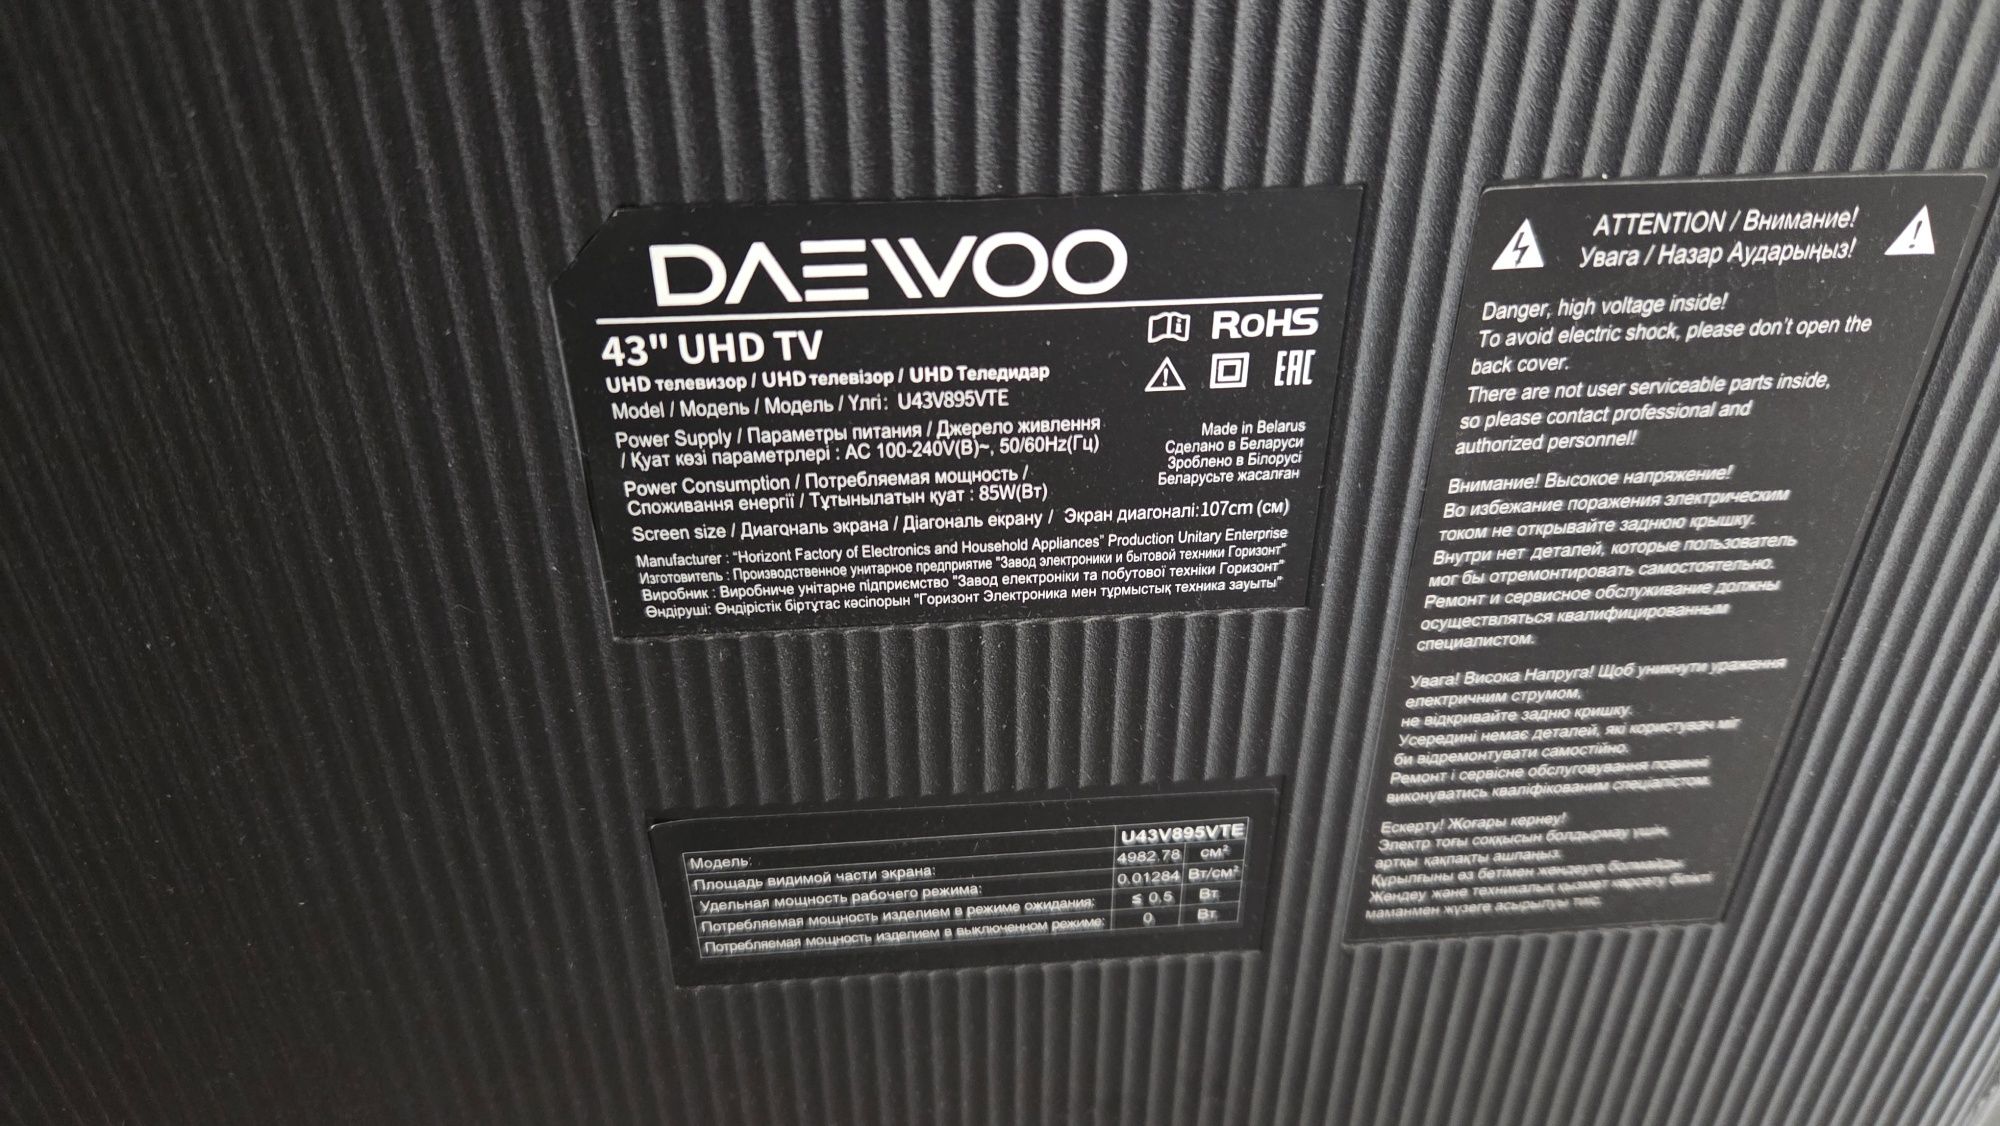 DAEWOO
43" UHD TV
RoHS
EAC
UHD телевизор / UHD телевізор / UHD Теледидар
Model / Модель / Модель / Үлгі: U43V895VTE
Power Supply / Параметры питания / Джерело живлення
/ Қуат көзі параметрлері : AC 100-240V(В)~, 50/60Hz(Гц)
Power Consumption / Потребляемая мощность /
Споживання енергії / Тұтынылатын қуат : 85W(Вт)
Made in Belarus
Сделано в Беларуси
Зроблено в Білорусі
Беларусьте жасалған
Screen size / Диагональ экрана / Діагональ екрану / Экран диагоналі:107cm (см)
Manufacturer : "Horizont Factory of Electronics and Household Appliances" Production Unitary Enterprise
Изготовитель : Производственное унитарное предприятие "Завод электроники и бытовой техники Горизонт"
Виробник : Виробниче унітарне підприємство "Завод електроніки та побутової техніки Горизонт"
Өндіруші: Өндірістік біртұтас кәсіпорын "Горизонт Электроника мен тұрмыстық техника зауыты"
Модель: U43V895VTE
Площадь видимой части экрана: 4982.78 см²
Удельная мощность рабочего режима: 0.01284 Вт/см²
Потребляемая мощность изделием в режиме ожидания: ≤ 0.5 Вт
Потребляемая мощность изделием в выключенном режиме: 0 Вт
ATTENTION / Внимание!
Увага / Назар Аударыңыз!
Danger, high voltage inside!
To avoid electric shock, please don't open the
back cover.
There are not user serviceable parts inside,
so please contact professional and
authorized personnel!
Внимание! Высокое напряжение!
Во избежание поражения электрическим
током не открывайте заднюю крышку.
Внутри нет деталей, которые пользователь
мог бы отремонтировать самостоятельно.
Ремонт и сервисное обслуживание должны
осуществляться квалифицированным
специалистом.
Увага! Висока Напруга! Щоб уникнути ураження
електричним струмом,
не відкривайте задню кришку.
Усередині немає деталей, які користувач міг
би відремонтувати самостійно.
Ремонт і сервісне обслуговування повинні
виконуватись кваліфікованим спеціалістом.
Ескерту! Жоғары кернеу!
Электр тоғы соққысын болдырмау үшін,
артқы қақпақты ашпаңыз.
Құрылғыны өз бетімен жөндеуге болмайды.
Жөндеу және техникалық қызмет көрсету білікті
маманмен жүзеге асырылуы тиіс.